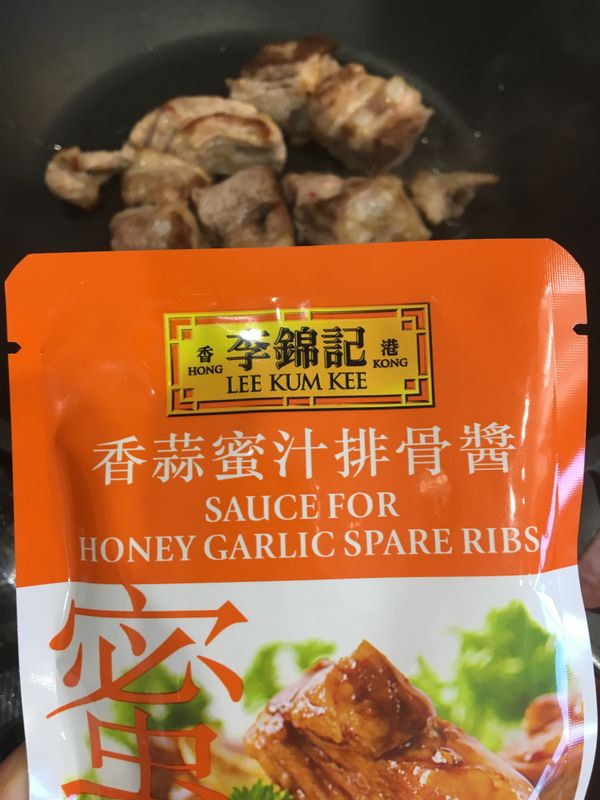 香 李錦記 港
HONG LEE KUM KEE KONG
香蒜蜜汁排骨醬
SAUCE FOR
HONEY GARLIC SPARE RIBS
蜜